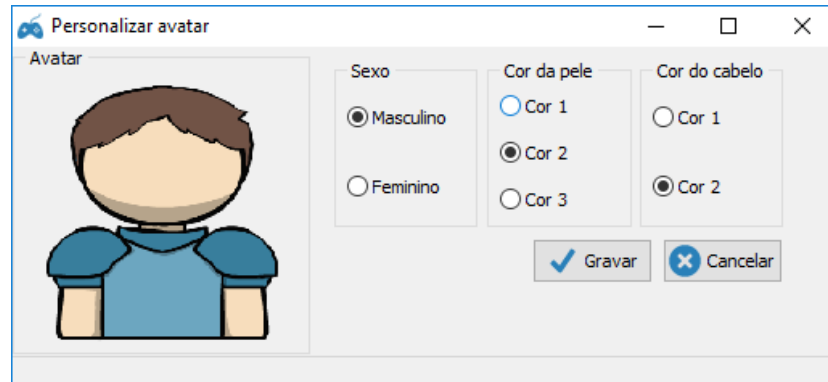 Personalizar avatar
Avatar
Sexo
Masculino
Feminino
Cor da pele
Cor 1
Cor 2
Cor 3
Cor do cabelo
Cor 1
Cor 2
Gravar
Cancelar